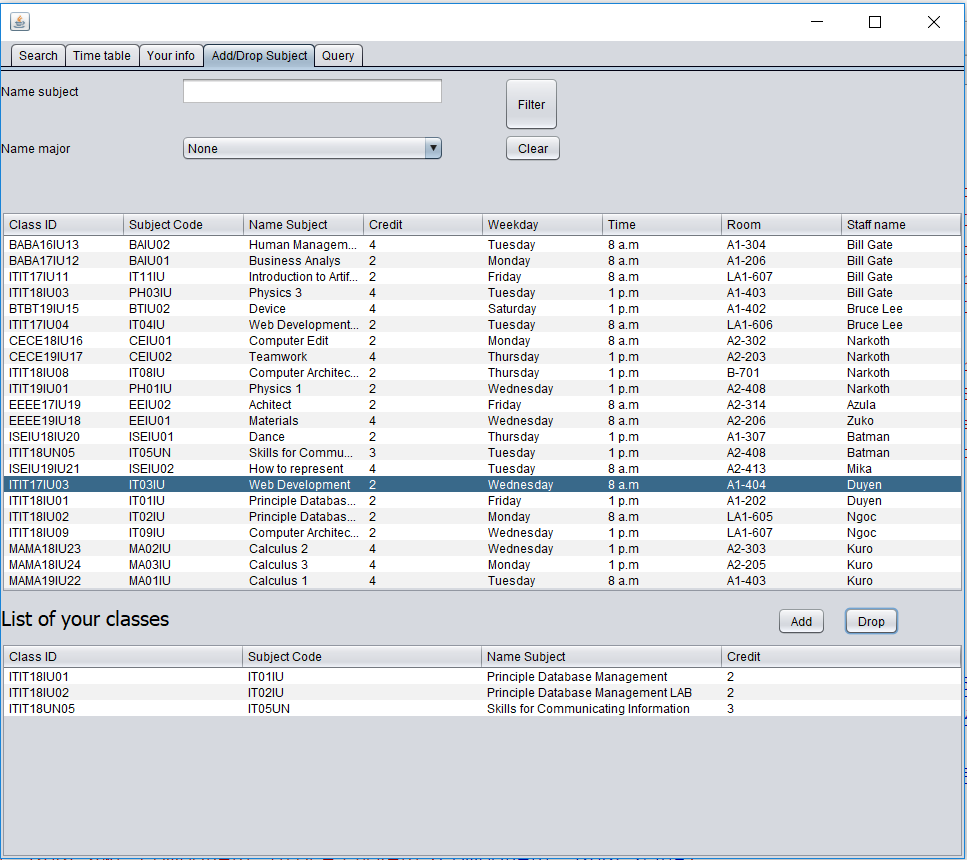 Search Time table Your info Add/Drop Subject Query
Name subject
Filter
Name major None Clear
Class ID Subject Code Name Subject Credit Weekday Time Room Staff name
BABA16IU13 BAIU02 Human Managem... 4 Tuesday 8 a.m A1-304 Bill Gate
BABA17IU12 BAIU01 Business Analys 2 Monday 8 a.m A1-206 Bill Gate
ITIT17IU11 IT11IU Introduction to Artif... 2 Friday 8 a.m LA1-607 Bill Gate
ITIT18IU03 PH03IU Physics 3 4 Tuesday 1 p.m A1-403 Bill Gate
BTBT19IU15 BTIU02 Device 4 Saturday 1 p.m A1-402 Bruce Lee
ITIT17IU04 IT04IU Web Development... 2 Tuesday 8 a.m LA1-606 Bruce Lee
CECE18IU16 CEIU01 Computer Edit 2 Monday 8 a.m A2-302 Narkoth
CECE19IU17 CEIU02 Teamwork 4 Thursday 1 p.m A2-203 Narkoth
ITIT18IU08 IT08IU Computer Architec... 2 Thursday 1 p.m B-701 Narkoth
ITIT19IU01 PH01IU Physics 1 2 Wednesday 1 p.m A2-408 Narkoth
EEEE17IU19 EEIU02 Achitect 2 Friday 8 a.m A2-314 Azula
EEEE19IU18 EEIU01 Materials 4 Wednesday 8 a.m A2-206 Zuko
ISEIU18IU20 ISEIU01 Dance 2 Thursday 1 p.m A1-307 Batman
ITIT18UN05 IT05UN Skills for Commu... 3 Tuesday 1 p.m A2-408 Batman
ISEIU19IU21 ISEIU02 How to represent 4 Tuesday 8 a.m A2-413 Mika
ITIT17IU03 IT03IU Web Development 2 Wednesday 8 a.m A1-404 Duyen
ITIT18IU01 IT01IU Principle Databas... 2 Friday 1 p.m A1-202 Duyen
ITIT18IU02 IT02IU Principle Databas... 2 Monday 8 a.m LA1-605 Ngoc
ITIT18IU09 IT09IU Computer Architec... 2 Wednesday 1 p.m LA1-607 Ngoc
MAMA18IU23 MA02IU Calculus 2 4 Wednesday 1 p.m A2-303 Kuro
MAMA18IU24 MA03IU Calculus 3 4 Monday 1 p.m A2-205 Kuro
MAMA19IU22 MA01IU Calculus 1 4 Tuesday 8 a.m A1-403 Kuro
List of your classes Add Drop
Class ID Subject Code Name Subject Credit
ITIT18IU01 IT01IU Principle Database Management 2
ITIT18IU02 IT02IU Principle Database Management LAB 2
ITIT18UN05 IT05UN Skills for Communicating Information 3